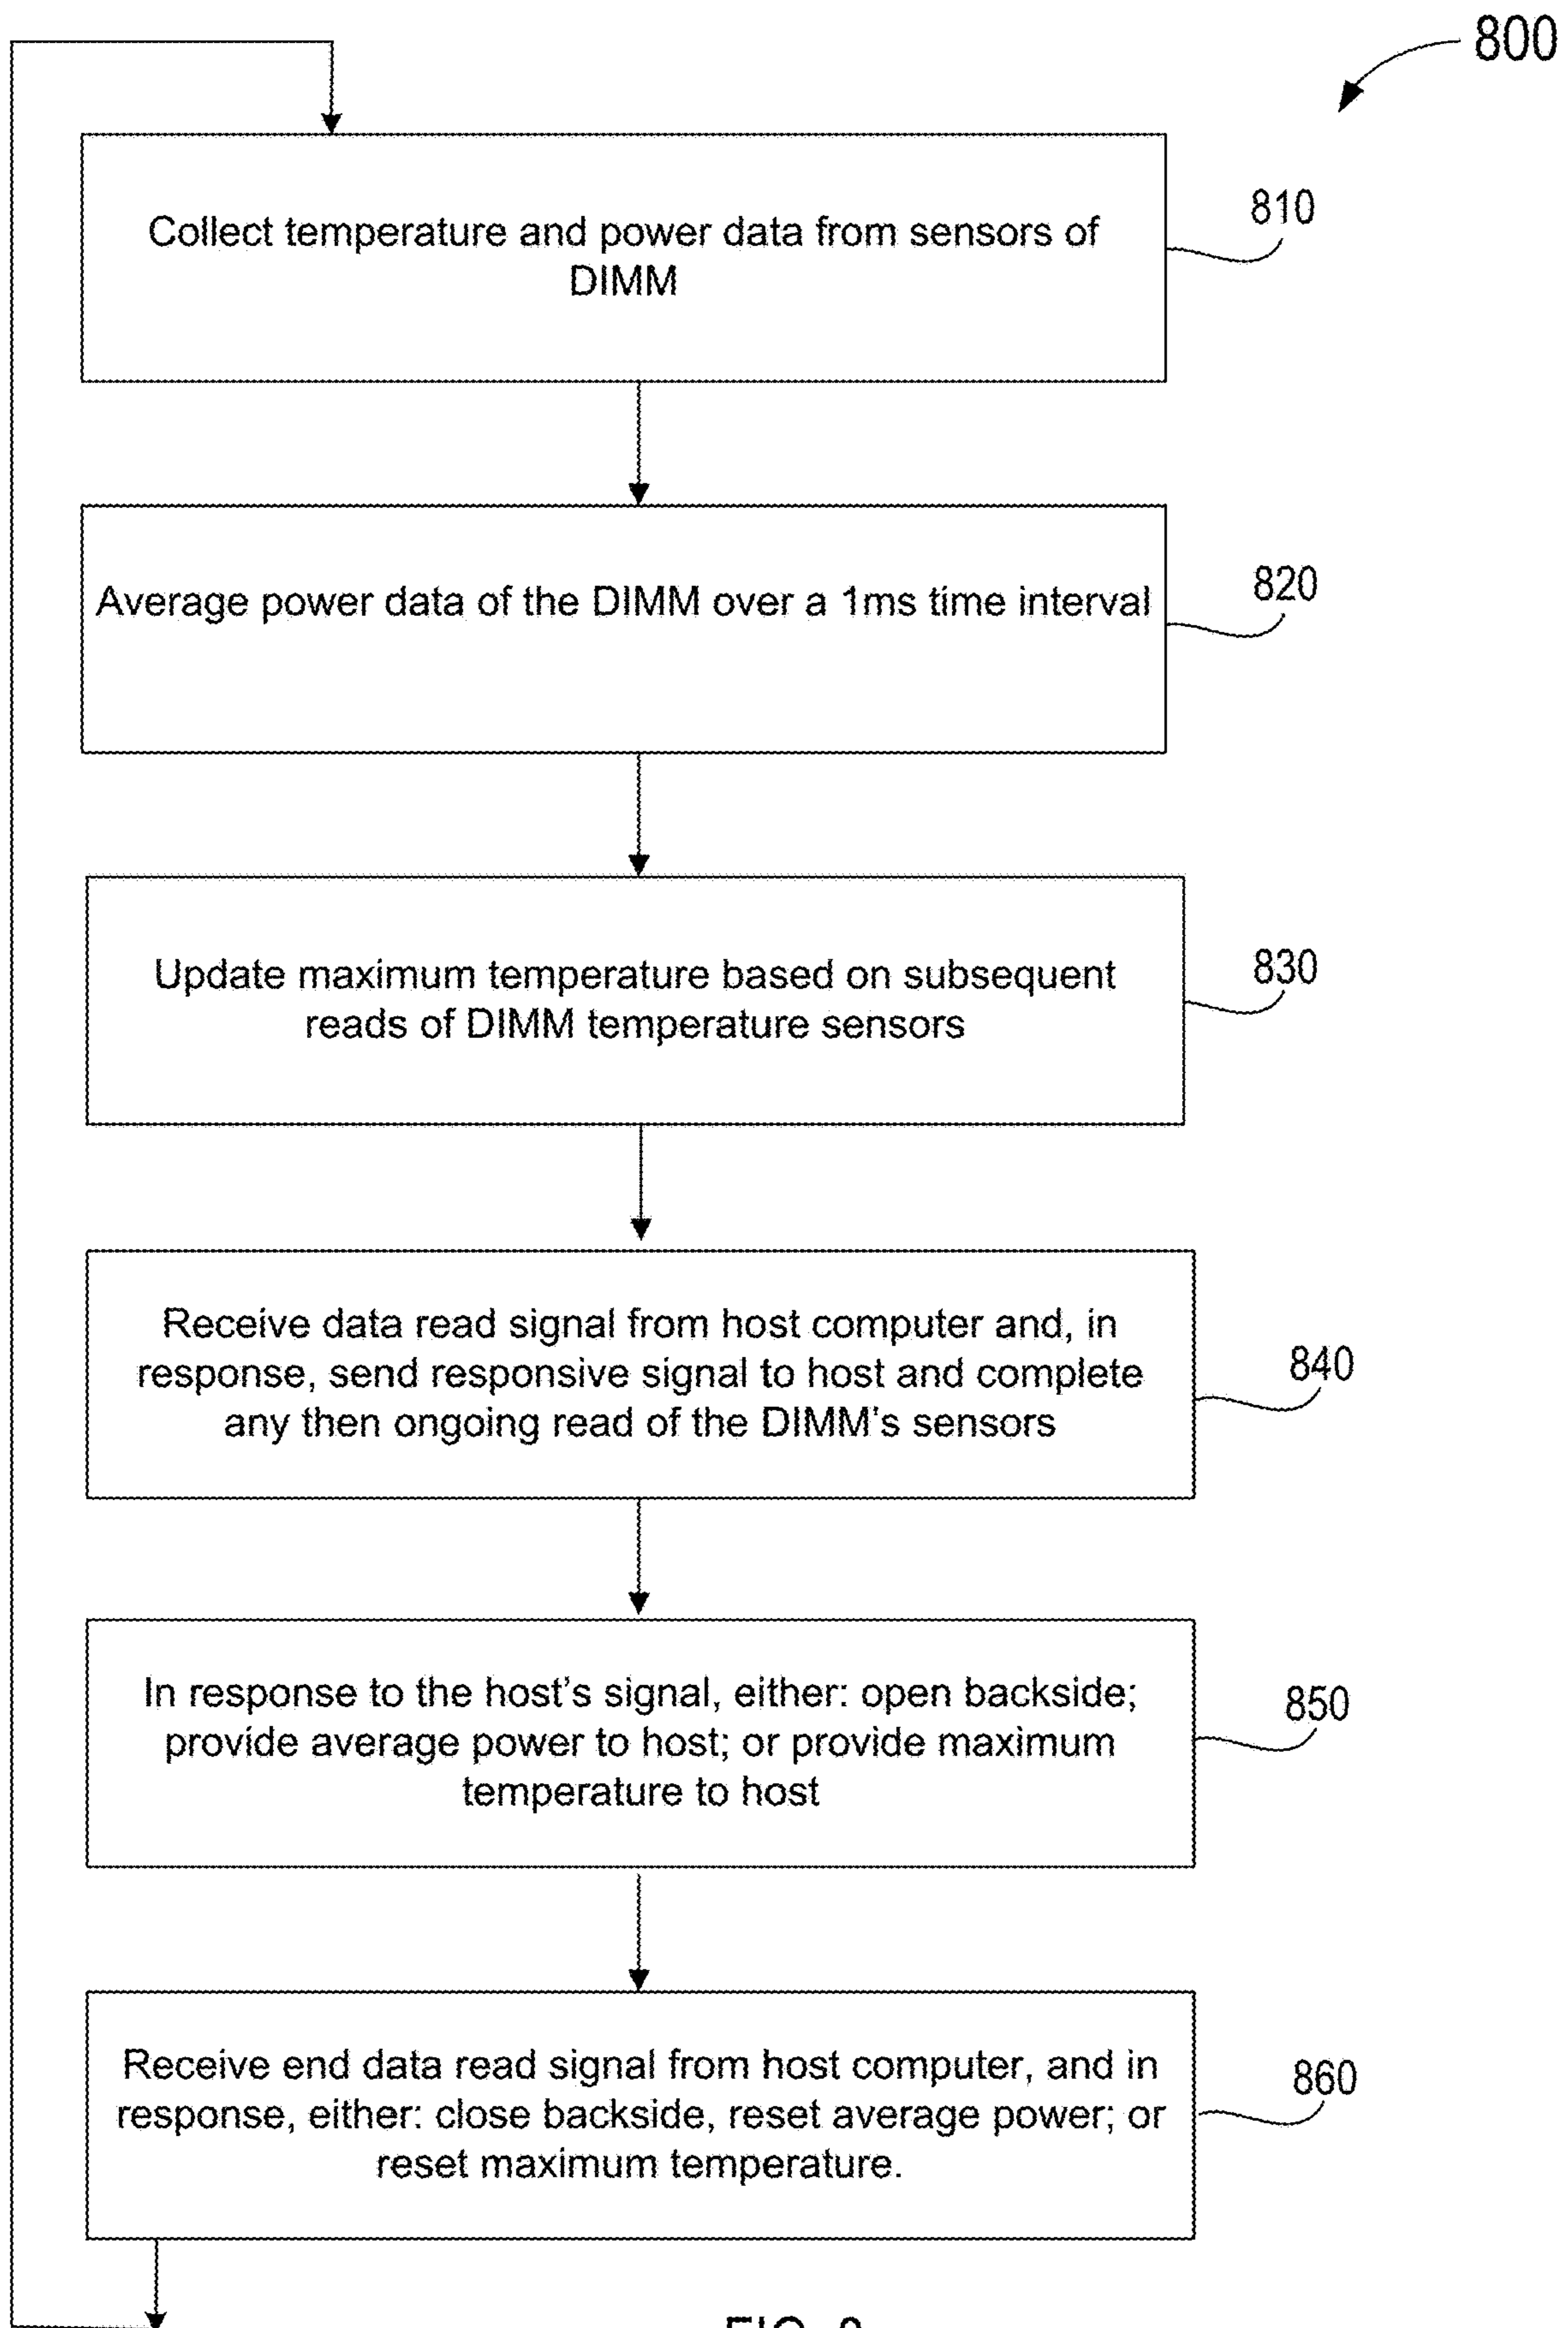 800
Collect temperature and power data from sensors of
DIMM
810
Average power data of the DIMM over a 1ms time interval
820
Update maximum temperature based on subsequent
reads of DIMM temperature sensors
830
Receive data read signal from host computer and, in
response, send responsive signal to host and complete
any then ongoing read of the DIMM's sensors
840
In response to the host's signal, either: open backside;
provide average power to host; or provide maximum
temperature to host
850
Receive end data read signal from host computer, and in
response, either: close backside, reset average power; or
reset maximum temperature.
860
FIG.